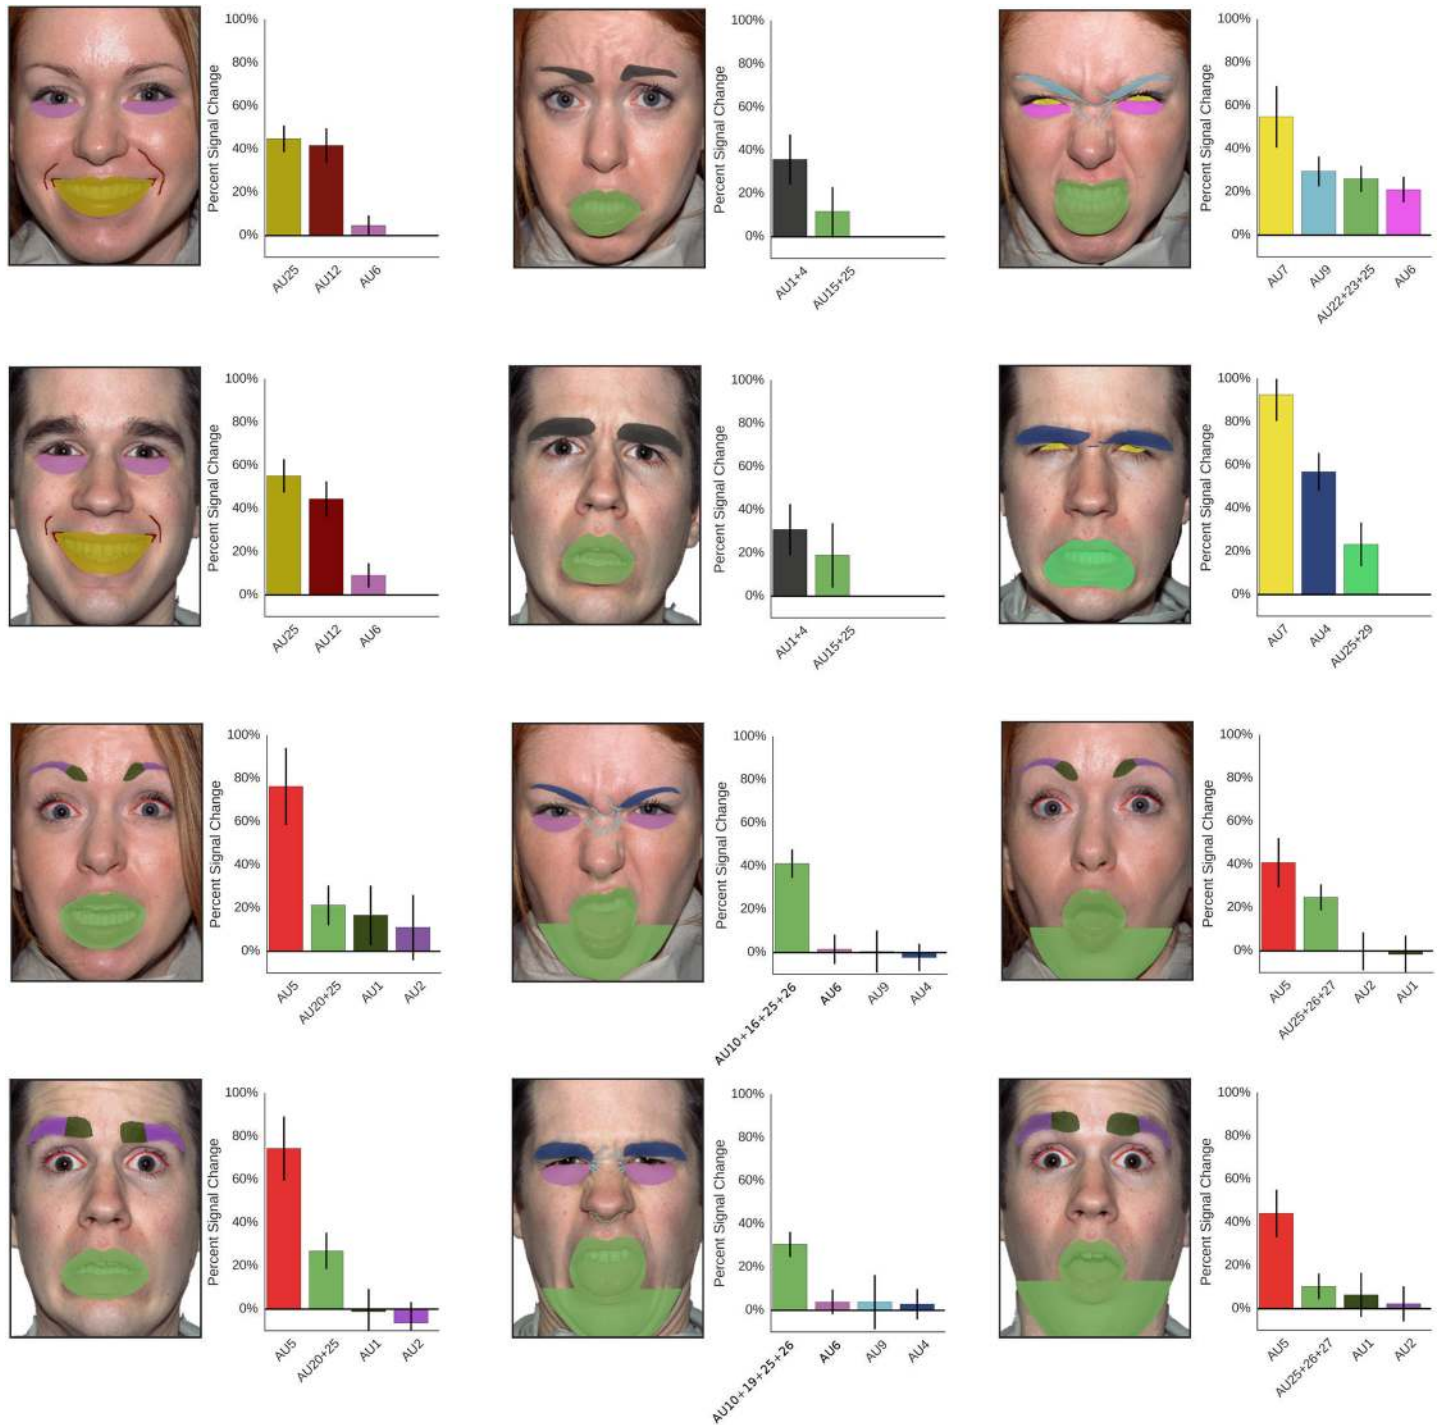 100%
80%
60%
40%
20%
0%
Percent Signal Change
AU25
AU12
AU6
100%
80%
60%
40%
20%
0%
Percent Signal Change
AU1+4
AU15+25
100%
80%
60%
40%
20%
0%
Percent Signal Change
AU7
AU9
AU22+23+25
AU6
100%
80%
60%
40%
20%
0%
Percent Signal Change
AU25
AU12
AU6
100%
80%
60%
40%
20%
0%
Percent Signal Change
AU1+4
AU15+25
100%
80%
60%
40%
20%
0%
Percent Signal Change
AU7
AU4
AU25+29
100%
80%
60%
40%
20%
0%
Percent Signal Change
AU5
AU20+25
AU1
AU2
100%
80%
60%
40%
20%
0%
Percent Signal Change
AU10+16+25+26
AU6
AU9
AU4
100%
80%
60%
40%
20%
0%
Percent Signal Change
AU5
AU25+26+27
AU2
AU1
100%
80%
60%
40%
20%
0%
Percent Signal Change
AU5
AU20+25
AU1
AU2
100%
80%
60%
40%
20%
0%
Percent Signal Change
AU10+19+25+26
AU6
AU9
AU4
100%
80%
60%
40%
20%
0%
Percent Signal Change
AU5
AU25+26+27
AU1
AU2